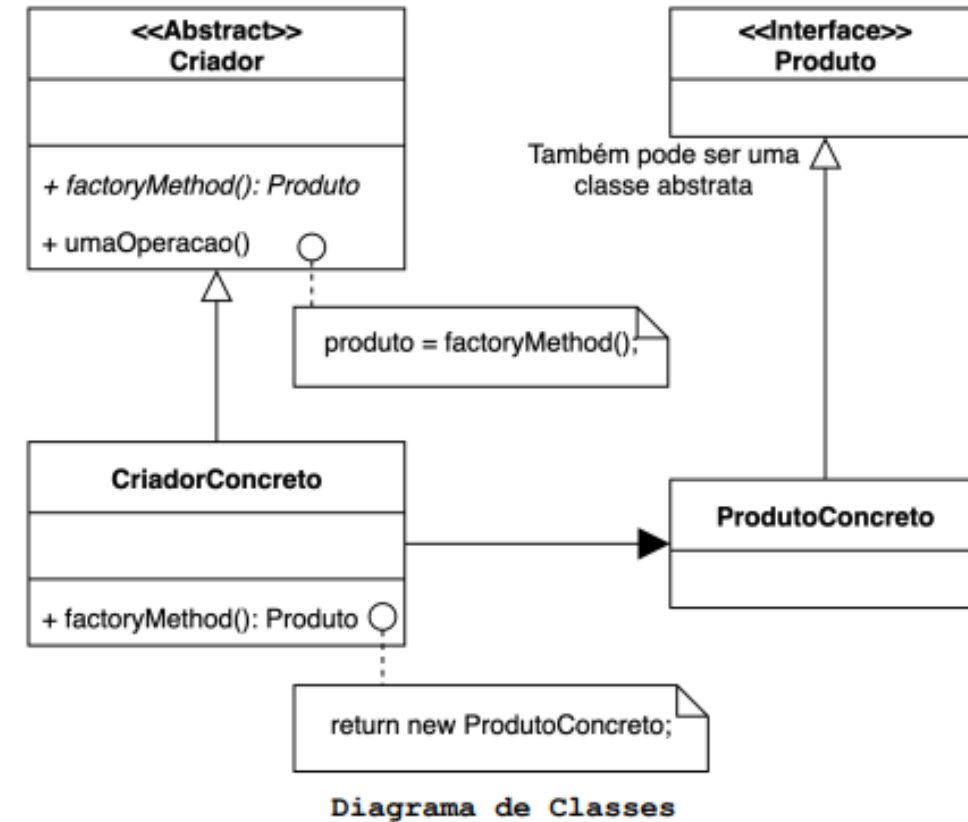 <<Abstract>>
Criador
+ factoryMethod(): Produto
+ umaOperacao()
produto = factoryMethod();
<<Interface>>
Produto
Também pode ser uma
classe abstrata
CriadorConcreto
+ factoryMethod(): Produto
return new ProdutoConcreto;
ProdutoConcreto
Diagrama de Classes